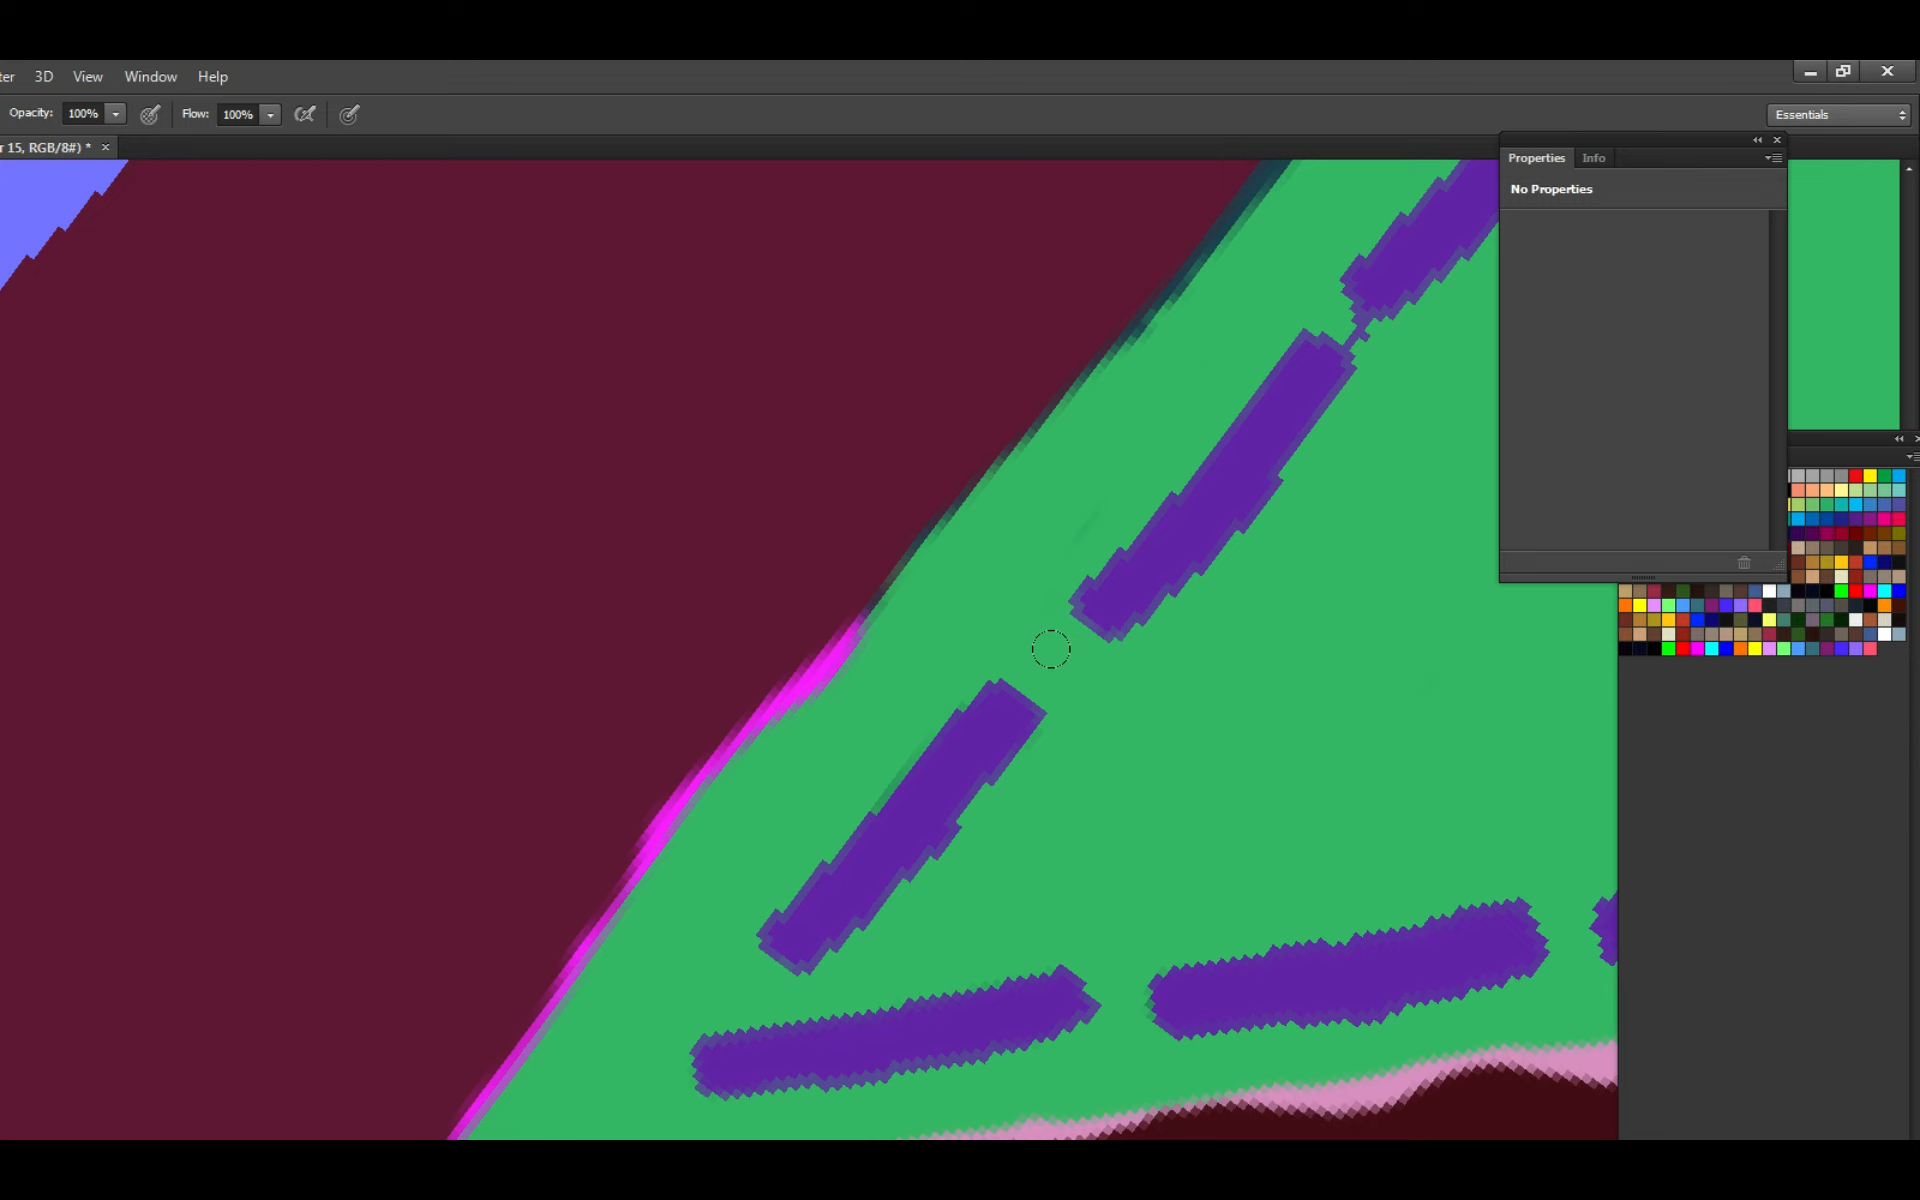 ter 3D View Window Help
Opacity: 100% Flow: 100% Essentials
r 15, RGB/8#) * ×
Properties Info
No Properties